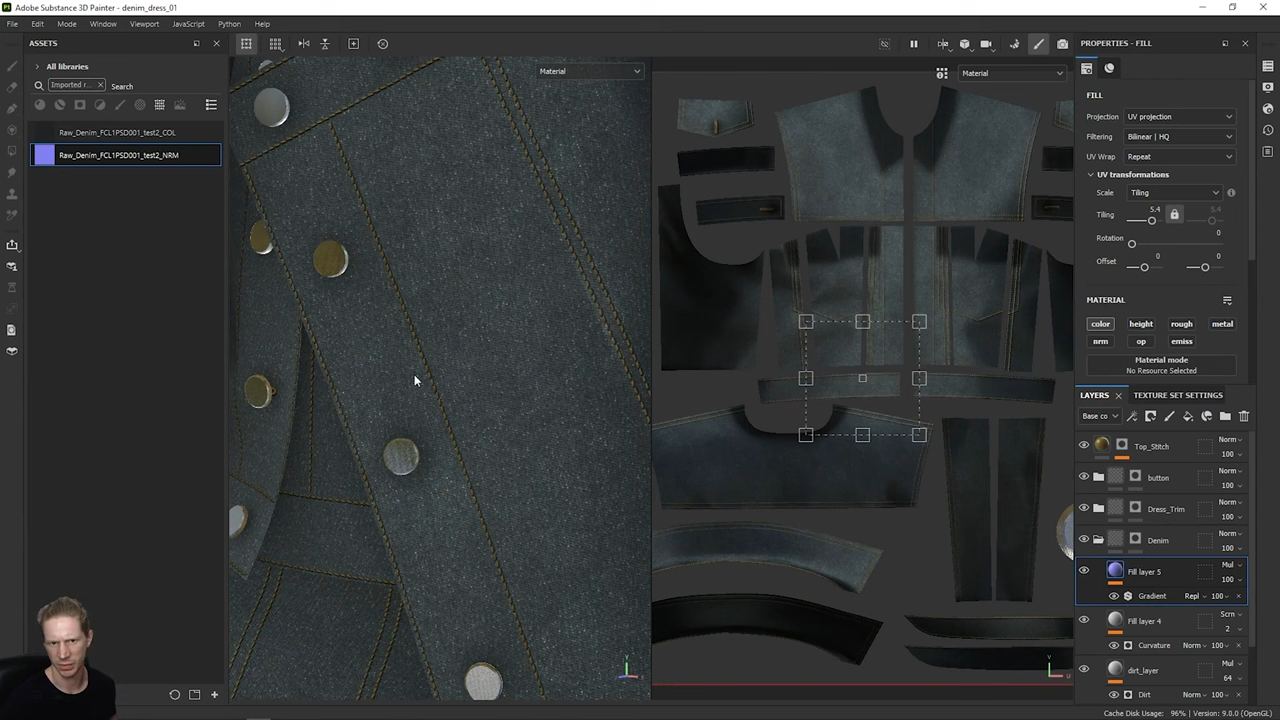 Adobe Substance 3D Painter - denim_dress_01
File Edit Mode Window Viewport JavaScript Python Help
ASSETS
All libraries
Imported r... × Search
Raw_Denim_FCL1PSD001_test2_COL
Raw_Denim_FCL1PSD001_test2_NRM
Material
Material
PROPERTIES - FILL
FILL
Projection UV projection
Filtering Bilinear | HQ
UV Wrap Repeat
UV transformations
Scale Tiling
Tiling 5.4 5.4
Rotation 0
Offset 0 0
MATERIAL
color height rough metal
nrm op emiss
Material mode
No Resource Selected
LAYERS × TEXTURE SET SETTINGS
Base co
Top_Stitch Norm 100
button Norm 100
Dress_Trim Norm 100
Denim Norm 100
Fill layer 5 Mul 100
Gradient Repl 100 ×
Fill layer 4 Scrn 2
Curvature Norm 100 ×
dirt_layer Mul 64
Dirt Norm 100 ×
Cache Disk Usage: 96% | Version: 9.0.0 (OpenGL)